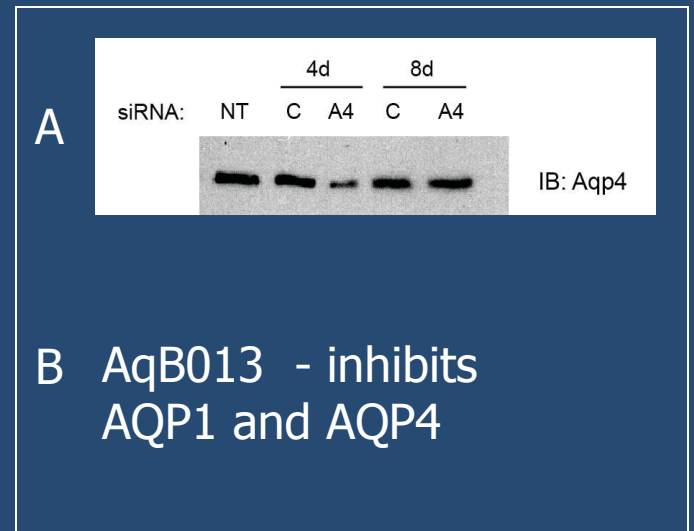 A
4d 8d
siRNA: NT C A4 C A4
IB: Aqp4
B AqB013 - inhibits
AQP1 and AQP4